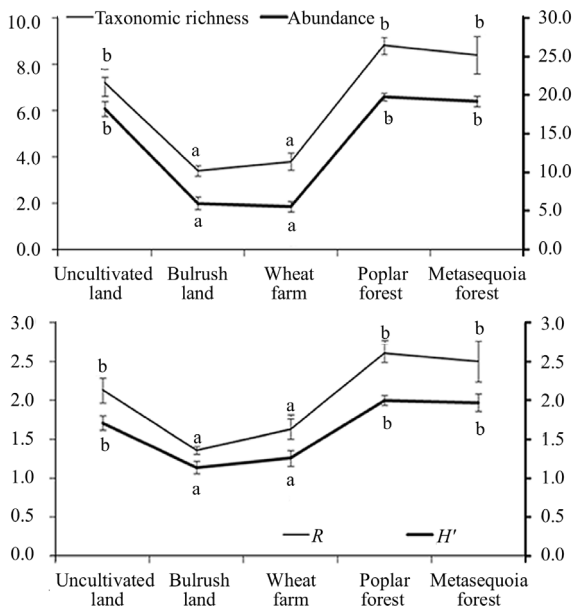 Taxonomic richness Abundance
10.0 30.0
b b
b
8.0 25.0
20.0
6.0
b b b
15.0
a a
4.0
10.0
2.0
5.0
a a
0.0 0.0
Uncultivated land Bulrush land Wheat farm Poplar forest Metasequoia forest
3.0 3.0
b b
2.5 2.5
b
2.0 2.0
a
b b
1.5 1.5
a
b
1.0 1.0
a a
0.5 0.5
R H'
0.0 0.0
Uncultivated land Bulrush land Wheat farm Poplar forest Metasequoia forest